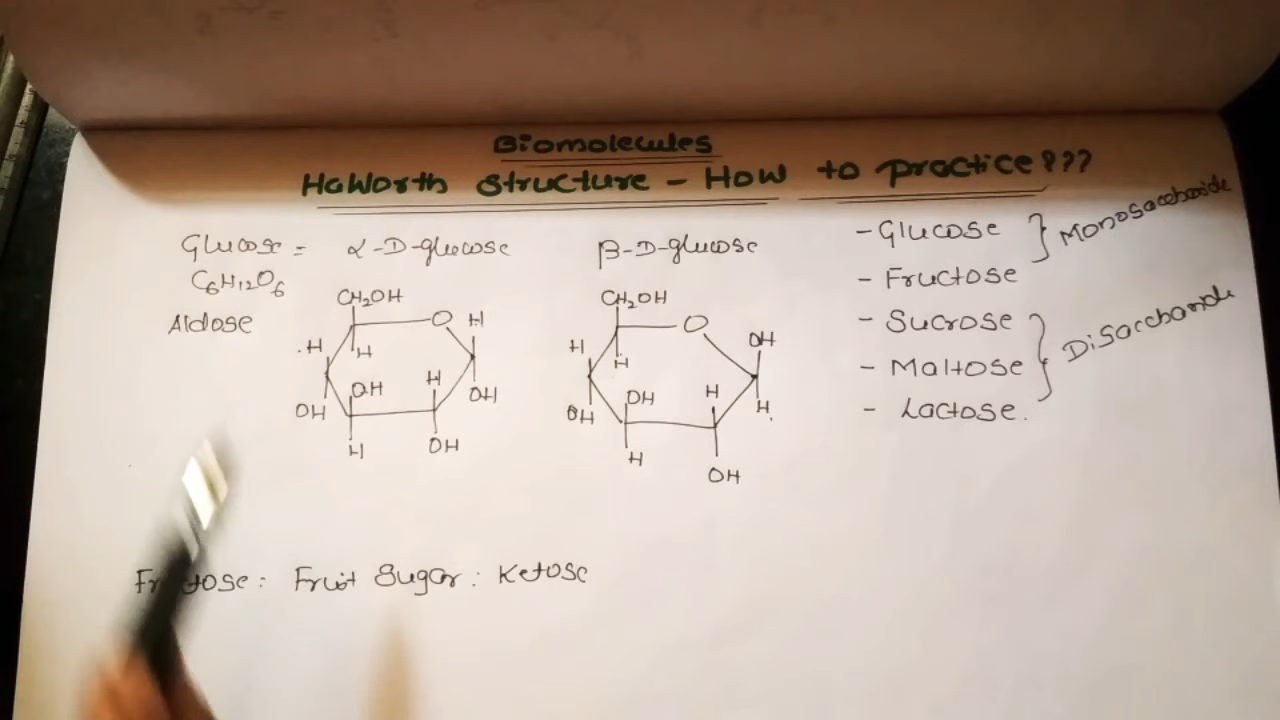 Biomolecules
Haworth Structure - How to practice???
Glucose = α-D-glucose β-D-glucose
C6H12O6
Aldose
CH2OH
O H
H
H
OH H
OH OH
H OH
CH2OH
O
H OH
H
OH H
OH H
H
OH
- Glucose } Monosaccharide
- Fructose
- Sucrose } Disaccharide
- Maltose
- Lactose.
Fructose: Fruit Sugar: Ketose